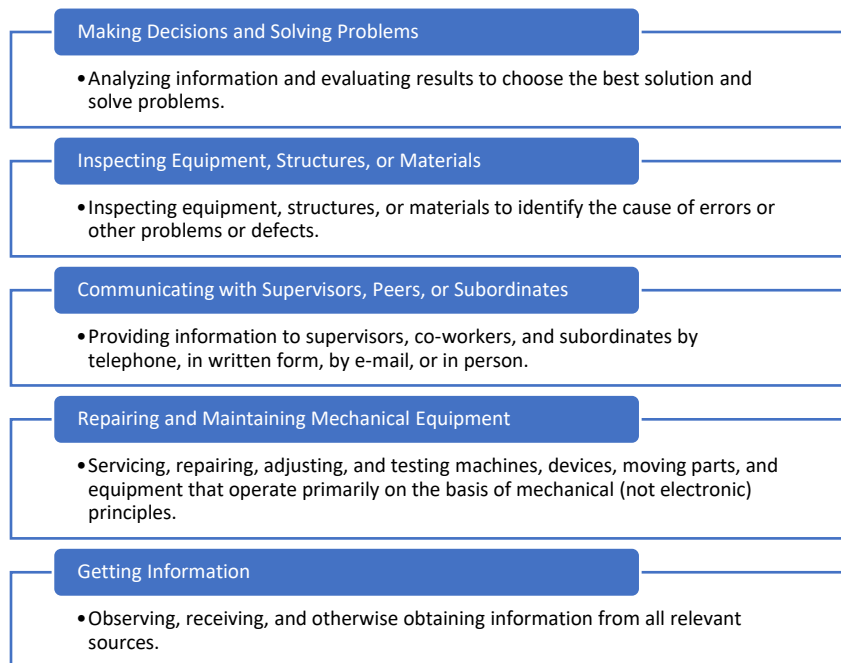 Making Decisions and Solving Problems
•Analyzing information and evaluating results to choose the best solution and
solve problems.
Inspecting Equipment, Structures, or Materials
•Inspecting equipment, structures, or materials to identify the cause of errors or
other problems or defects.
Communicating with Supervisors, Peers, or Subordinates
•Providing information to supervisors, co-workers, and subordinates by
telephone, in written form, by e-mail, or in person.
Repairing and Maintaining Mechanical Equipment
•Servicing, repairing, adjusting, and testing machines, devices, moving parts, and
equipment that operate primarily on the basis of mechanical (not electronic)
principles.
Getting Information
•Observing, receiving, and otherwise obtaining information from all relevant
sources.